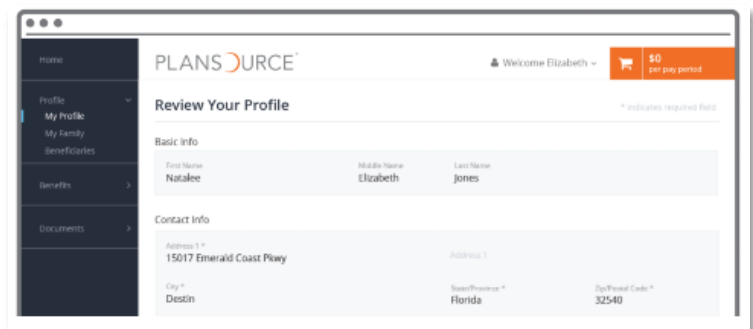 Home
PLANSOURCE
Welcome Elizabeth
$0
per pay period
Profile
My Profile
My Family
Beneficiaries
Benefits
Documents
Review Your Profile
* indicates required field
Basic Info
First Name Middle Name Last Name
Natalee Elizabeth Jones
Contact Info
Address 1 * Address 1
15017 Emerald Coast Pkwy
City * State/Province * Zip/Postal Code *
Destin Florida 32540